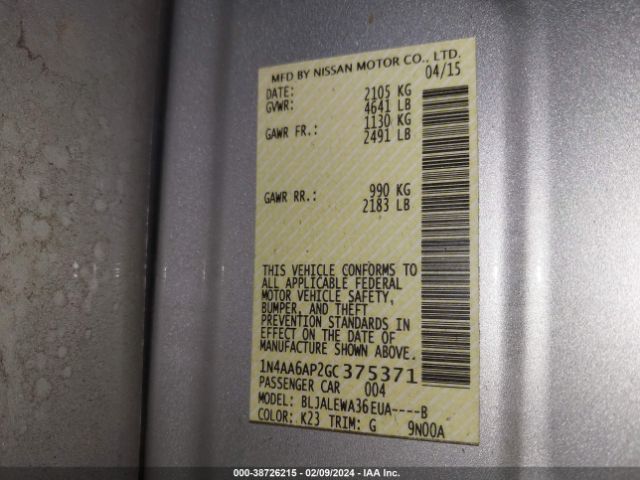 MFD BY NISSAN MOTOR CO., LTD.
DATE: 04/15
GVWR: 2105 KG
4641 LB
GAWR FR.: 1130 KG
2491 LB
GAWR RR.: 990 KG
2183 LB
THIS VEHICLE CONFORMS TO
ALL APPLICABLE FEDERAL
MOTOR VEHICLE SAFETY,
BUMPER, AND THEFT
PREVENTION STANDARDS IN
EFFECT ON THE DATE OF
MANUFACTURE SHOWN ABOVE.
1N4AA6AP2GC375371
PASSENGER CAR 004
MODEL: BLJALEWA36EUA----B
COLOR: K23 TRIM: G 9N00A
000-38726215 - 02/09/2024 - IAA Inc.